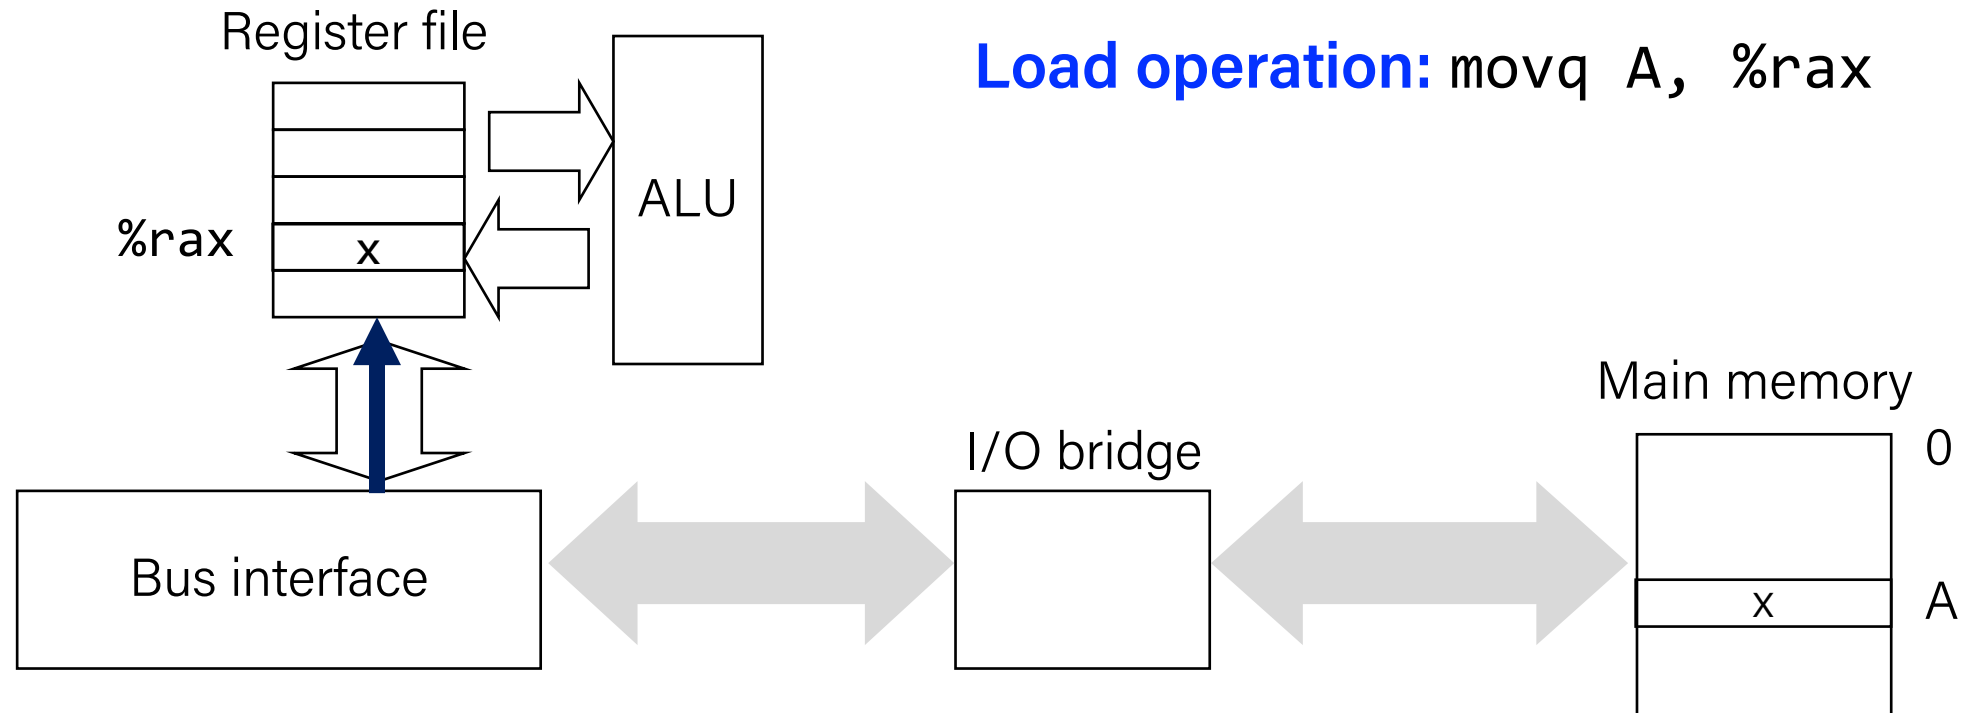 Register file
Load operation: movq A, %rax
ALU
%rax
x
Main memory
I/O bridge
0
Bus interface
x
A